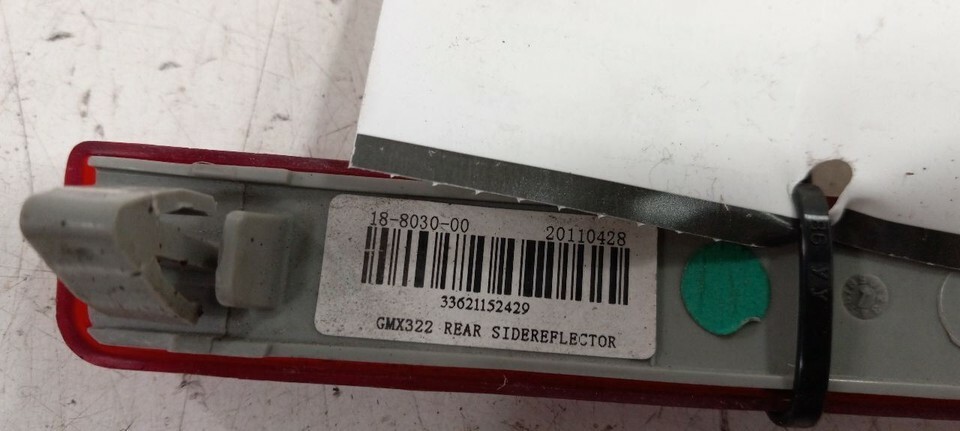 18-8030-00 20110428
33621152429
GMX322 REAR SIDEREFLECTOR